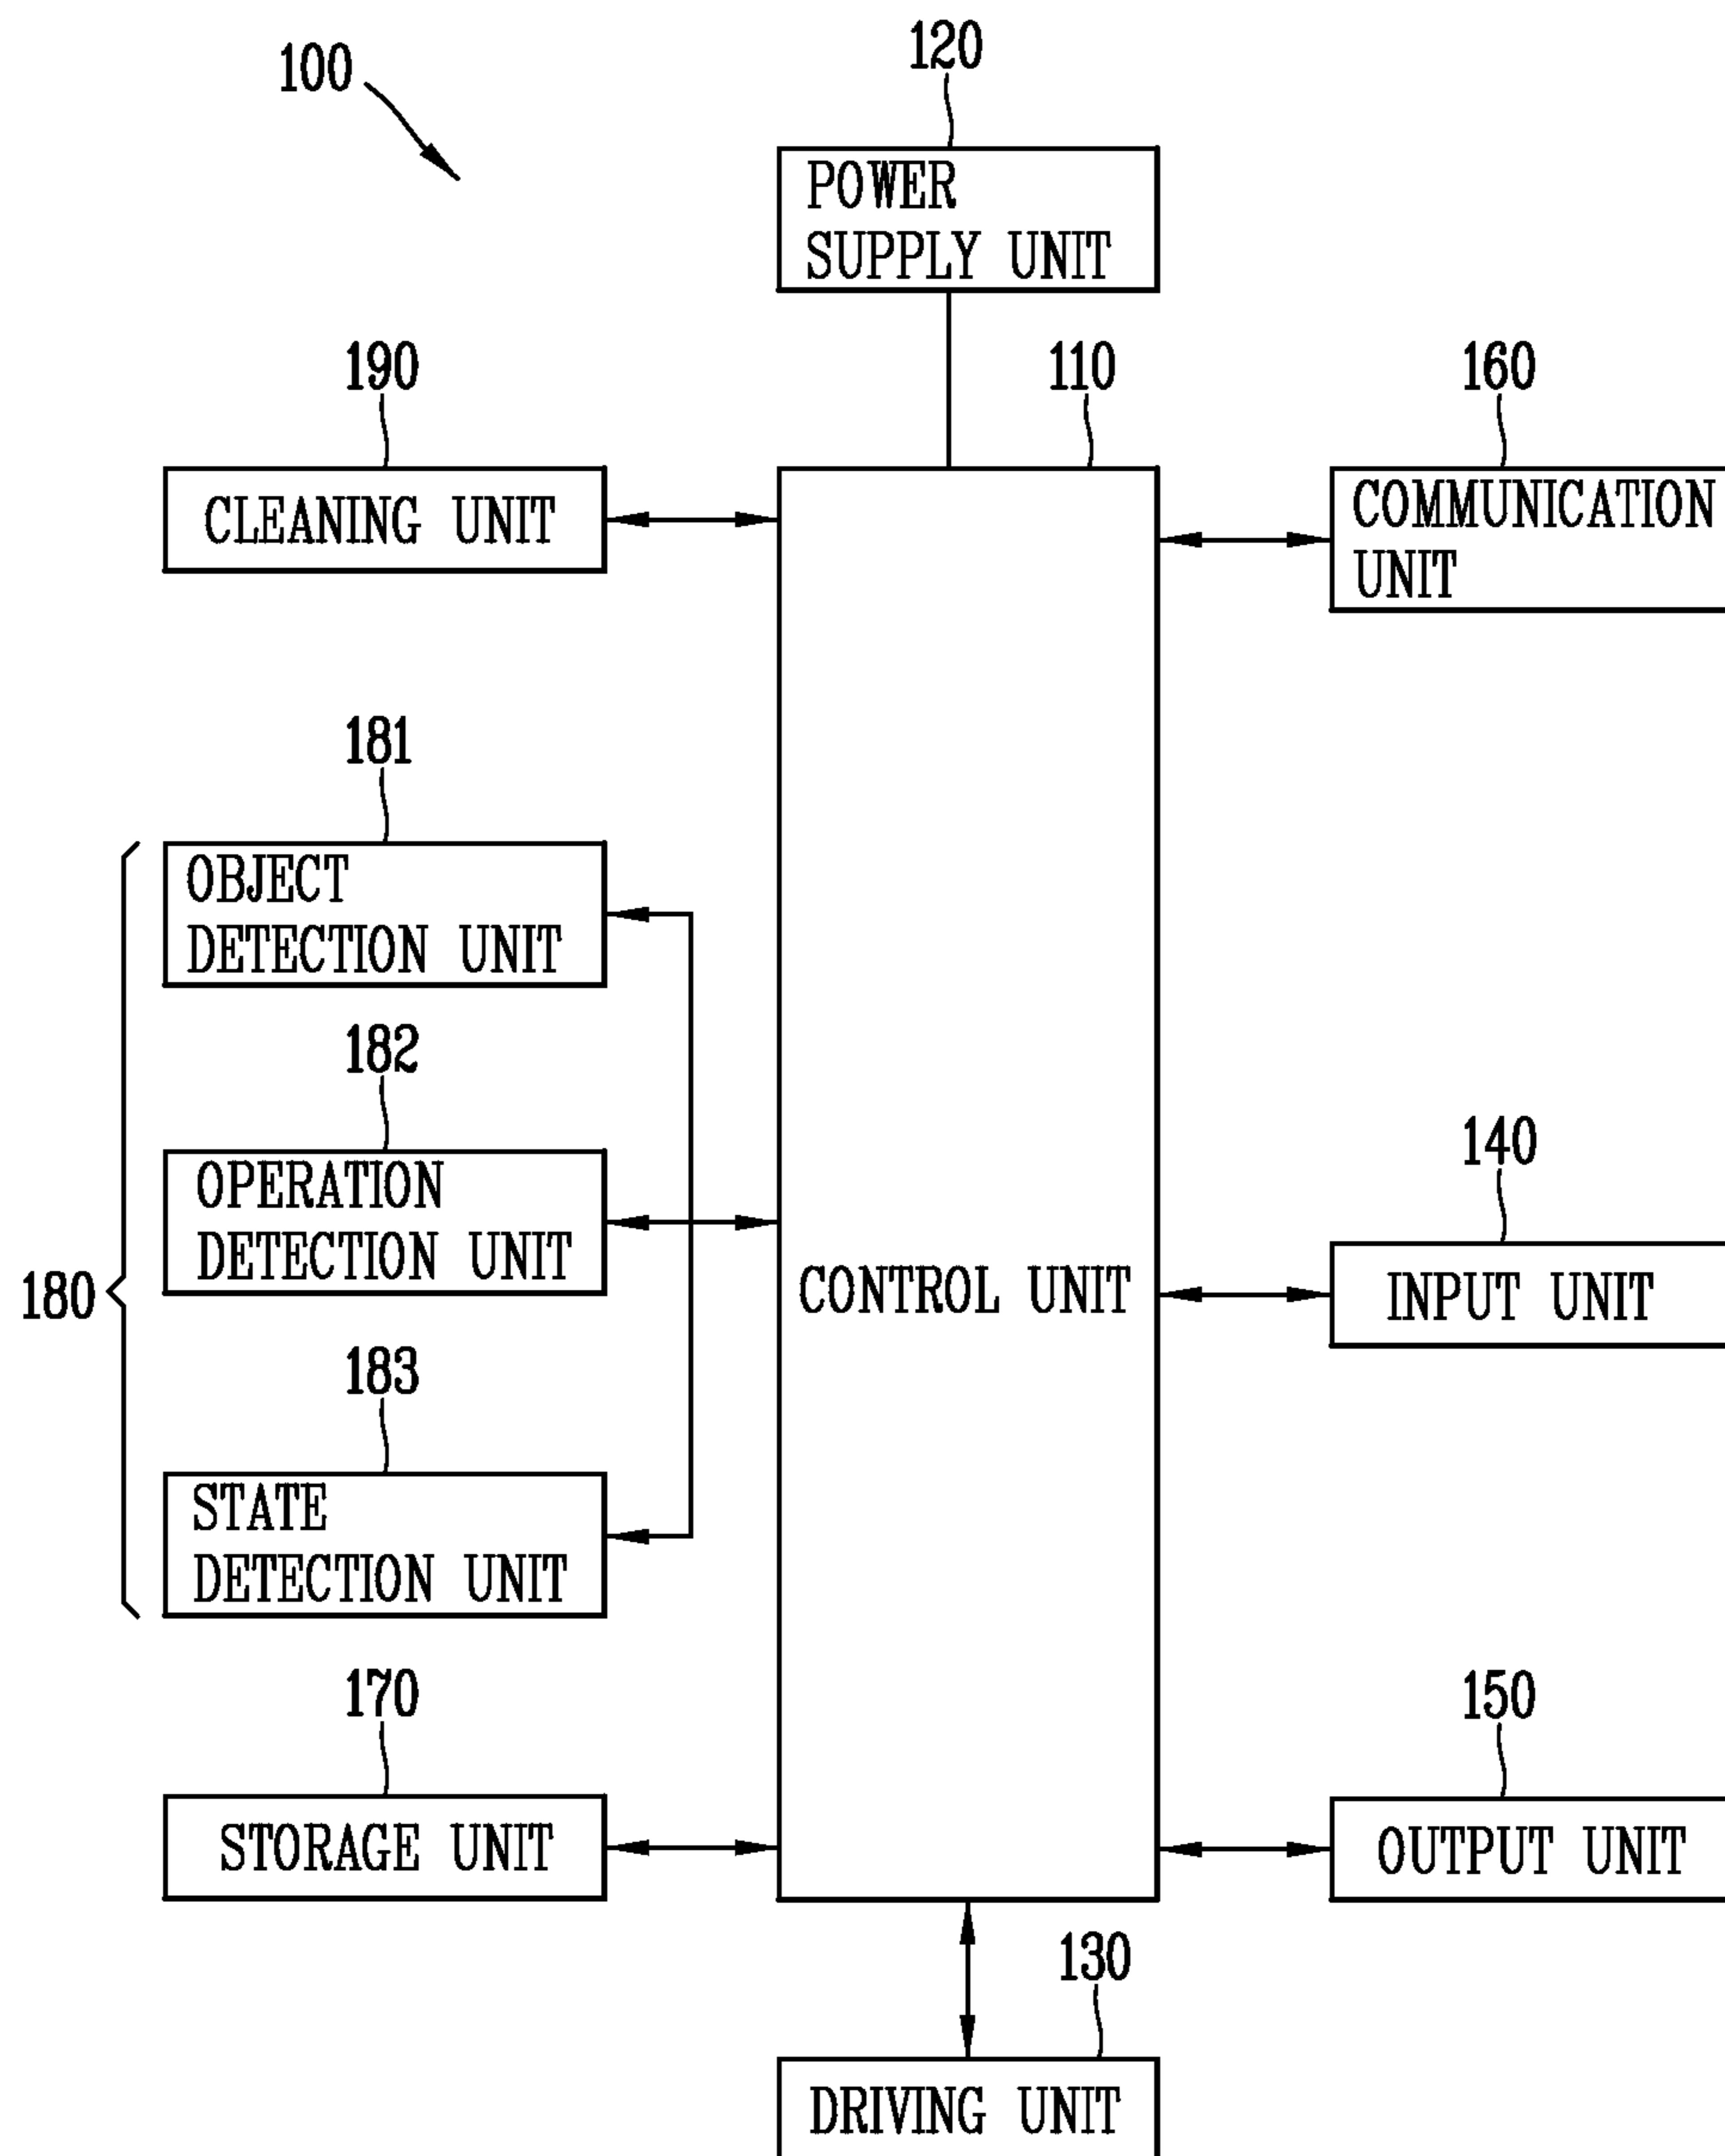 100
120
POWER
SUPPLY UNIT
190
110
160
CLEANING UNIT
COMMUNICATION
UNIT
181
OBJECT
DETECTION UNIT
182
OPERATION
DETECTION UNIT
140
180
CONTROL UNIT
INPUT UNIT
183
STATE
DETECTION UNIT
170
150
STORAGE UNIT
OUTPUT UNIT
130
DRIVING UNIT